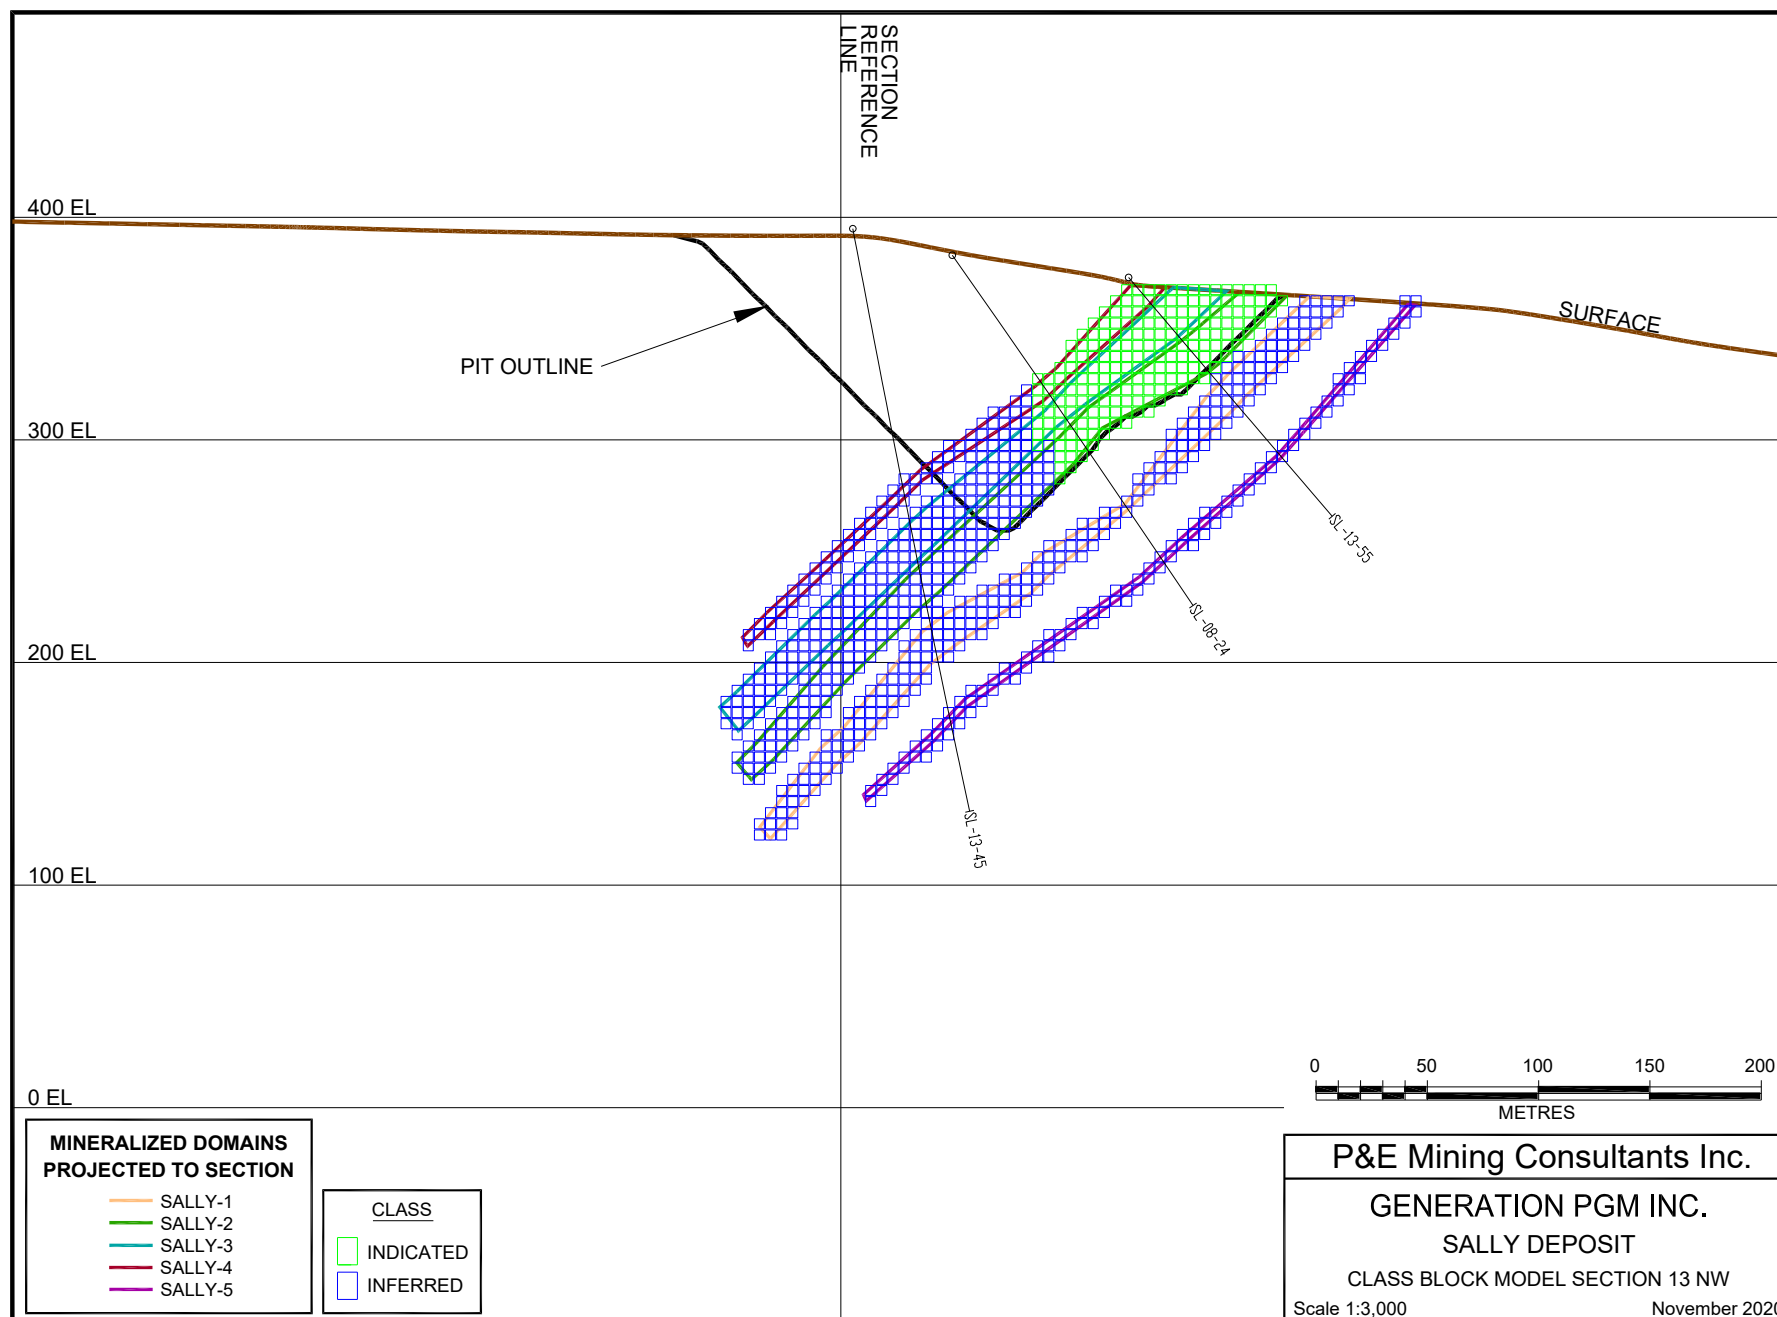 SECTION
REFERENCE
LINE
400 EL
SURFACE
PIT OUTLINE
300 EL
SL-13-55
SL-08-24
200 EL
SL-13-45
100 EL
0 50 100 150 200
METRES
0 EL
MINERALIZED DOMAINS
PROJECTED TO SECTION
SALLY-1
SALLY-2
SALLY-3
SALLY-4
SALLY-5
CLASS
INDICATED
INFERRED
P&E Mining Consultants Inc.
GENERATION PGM INC.
SALLY DEPOSIT
CLASS BLOCK MODEL SECTION 13 NW
Scale 1:3,000 November 2020